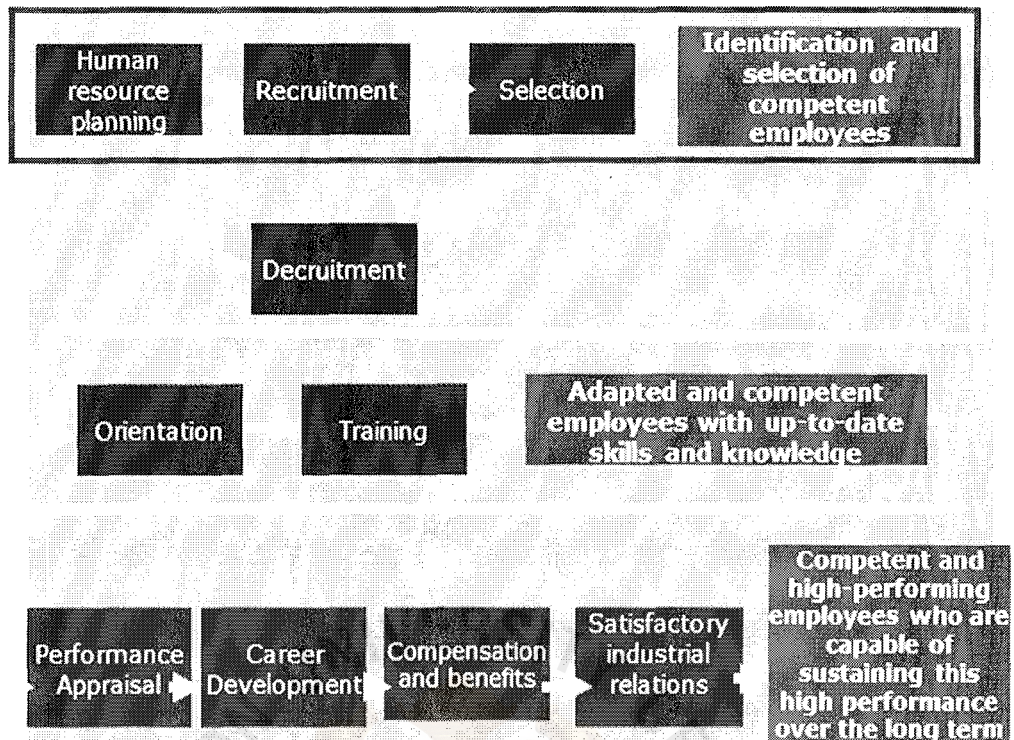 Human
resource
planning
Recruitment
Selection
Identification and
selection of
competent
employees
Decruitment
Orientation
Training
Adapted and competent
employees with up-to-date
skills and knowledge
Performance
Appraisal
Career
Development
Compensation
and benefits
Satisfactory
industrial
relations
Competent and
high-performing
employees who are
capable of
sustaining this
high performance
over the long term